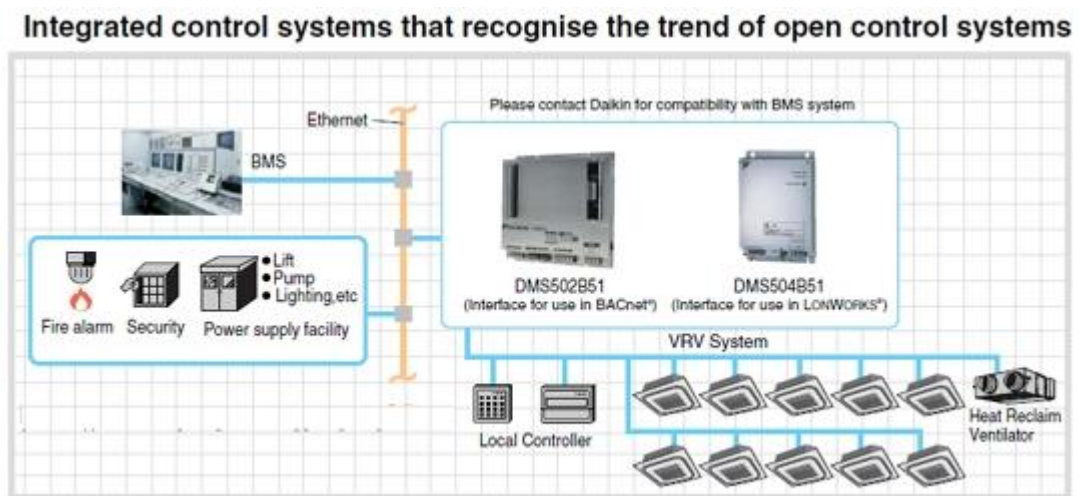 Integrated control systems that recognise the trend of open control systems
Please contact Daikin for compatibility with BMS system
Ethernet
BMS
DMS502B51
(Interface for use in BACnet®)
DMS504B51
(Interface for use in LONWORKS®)
• Lift
• Pump
• Lighting,etc
Fire alarm
Security
Power supply facility
VRV System
Local Controller
Heat Reclaim
Ventilator